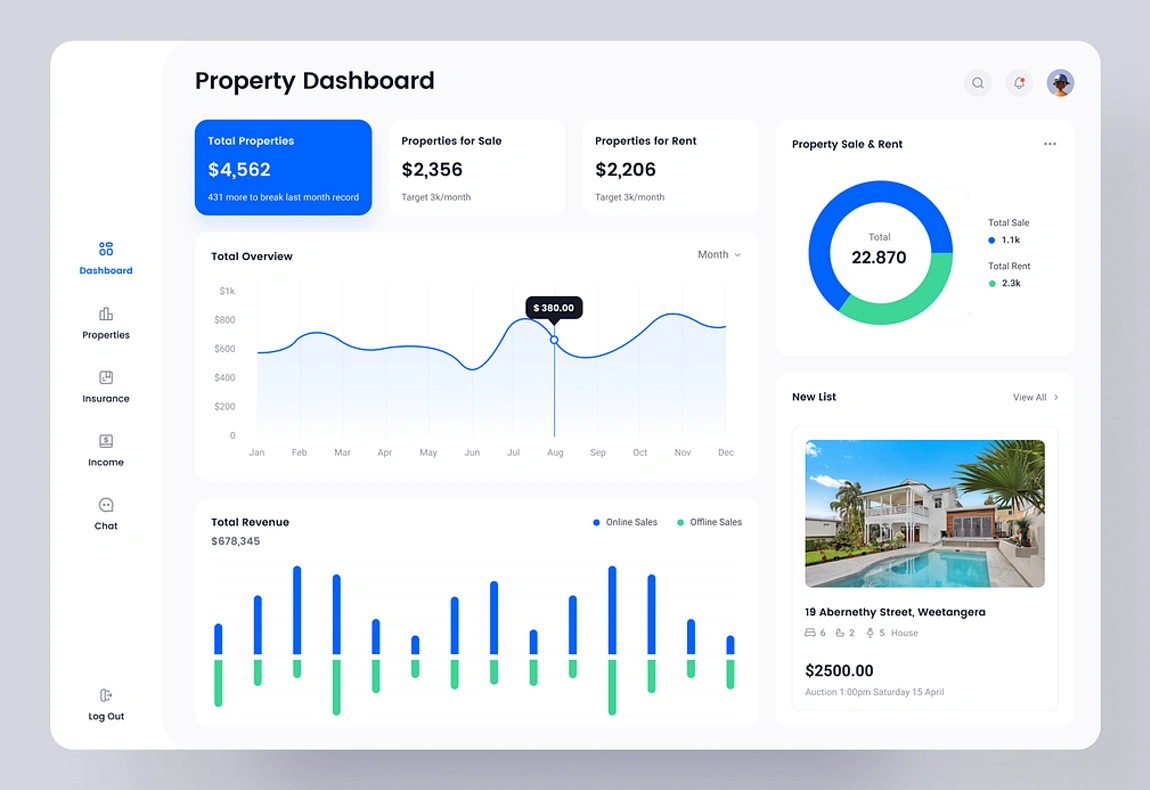 Property Dashboard
Dashboard
Properties
Insurance
Income
Chat
Log Out
Total Properties
$4,562
431 more to break last month record
Properties for Sale
$2,356
Target 3k/month
Properties for Rent
$2,206
Target 3k/month
Total Overview
Month
$1k
$800
$600
$400
$200
0
$ 380.00
Jan Feb Mar Apr May Jun Jul Aug Sep Oct Nov Dec
Total Revenue
$678,345
Online Sales
Offline Sales
Property Sale & Rent
Total
22.870
Total Sale
1.1k
Total Rent
2.3k
New List
View All
19 Abernethy Street, Weetangera
6 2 5 House
$2500.00
Auction 1:00pm Saturday 15 April